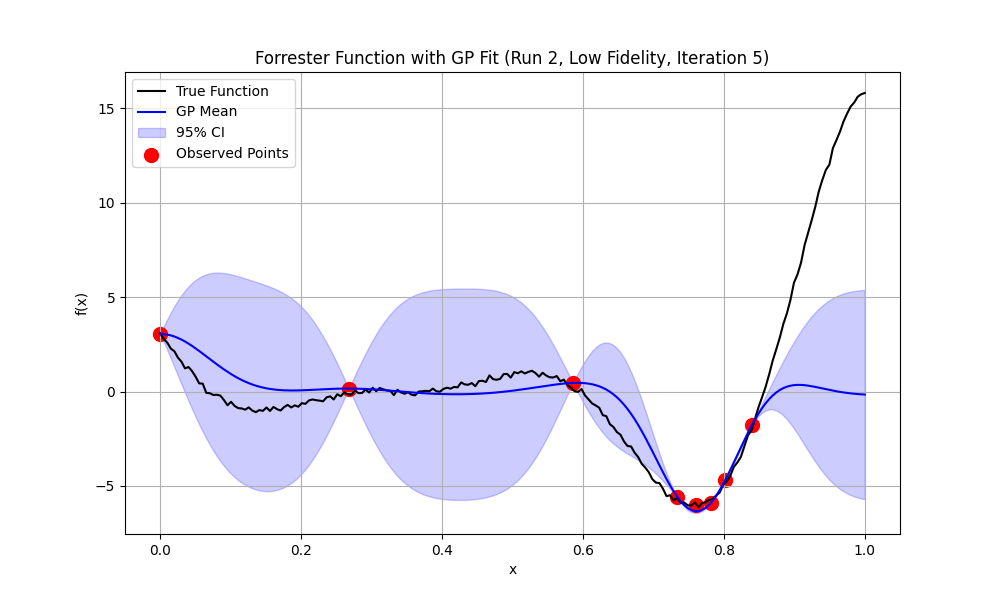 Forrester Function with GP Fit (Run 2, Low Fidelity, Iteration 5)
True Function
GP Mean
95% CI
Observed Points
f(x)
15
10
5
0
−5
0.0 0.2 0.4 0.6 0.8 1.0
x